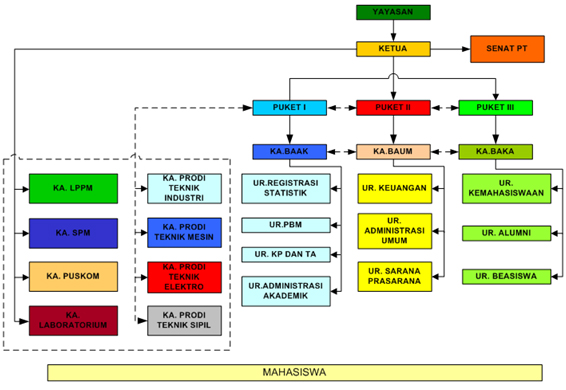 YAYASAN
KETUA
SENAT PT
PUKET I
PUKET II
PUKET III
KA.BAAK
KA.BAUM
KA.BAKA
KA. LPPM
KA. SPM
KA. PUSKOM
KA.
LABORATORIUM
KA. PRODI
TEKNIK
INDUSTRI
KA. PRODI
TEKNIK MESIN
KA. PRODI
TEKNIK
ELEKTRO
KA. PRODI
TEKNIK SIPIL
UR.REGISTRASI
STATISTIK
UR.PBM
UR. KP DAN TA
UR.ADMINISTRASI
AKADEMIK
UR. KEUANGAN
UR.
ADMINISTRASI
UMUM
UR. SARANA
PRASARANA
UR.
KEMAHASISWAAN
UR. ALUMNI
UR. BEASISWA
MAHASISWA